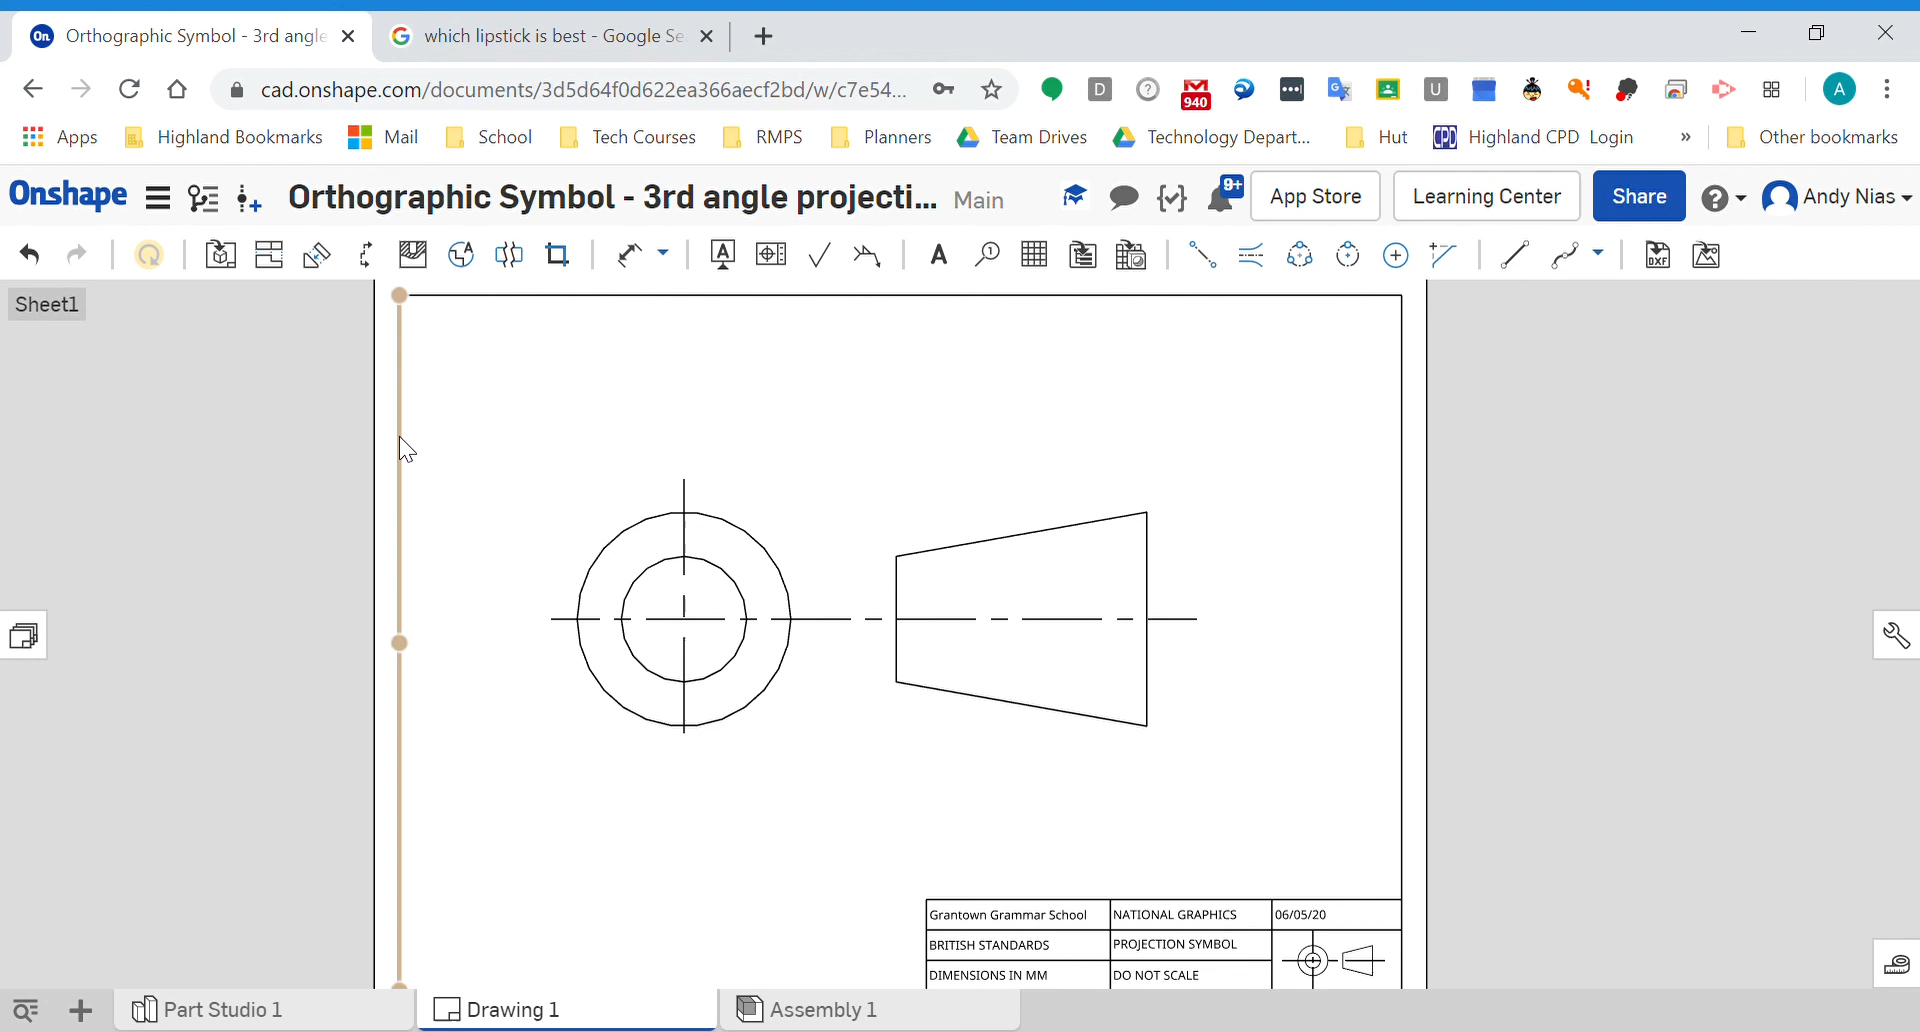 On Orthographic Symbol - 3rd angle
which lipstick is best - Google Se
cad.onshape.com/documents/3d5d64f0d622ea366aecf2bd/w/c7e54...
D ? 940 U A
Apps Highland Bookmarks Mail School Tech Courses RMPS Planners Team Drives Technology Depart... Hut CPD Highland CPD Login » Other bookmarks
Onshape Orthographic Symbol - 3rd angle projecti... Main 9+ App Store Learning Center Share ? Andy Nias
A A A 1 DXF
Sheet1
Grantown Grammar School NATIONAL GRAPHICS 06/05/20
BRITISH STANDARDS PROJECTION SYMBOL
DIMENSIONS IN MM DO NOT SCALE
Part Studio 1 Drawing 1 Assembly 1